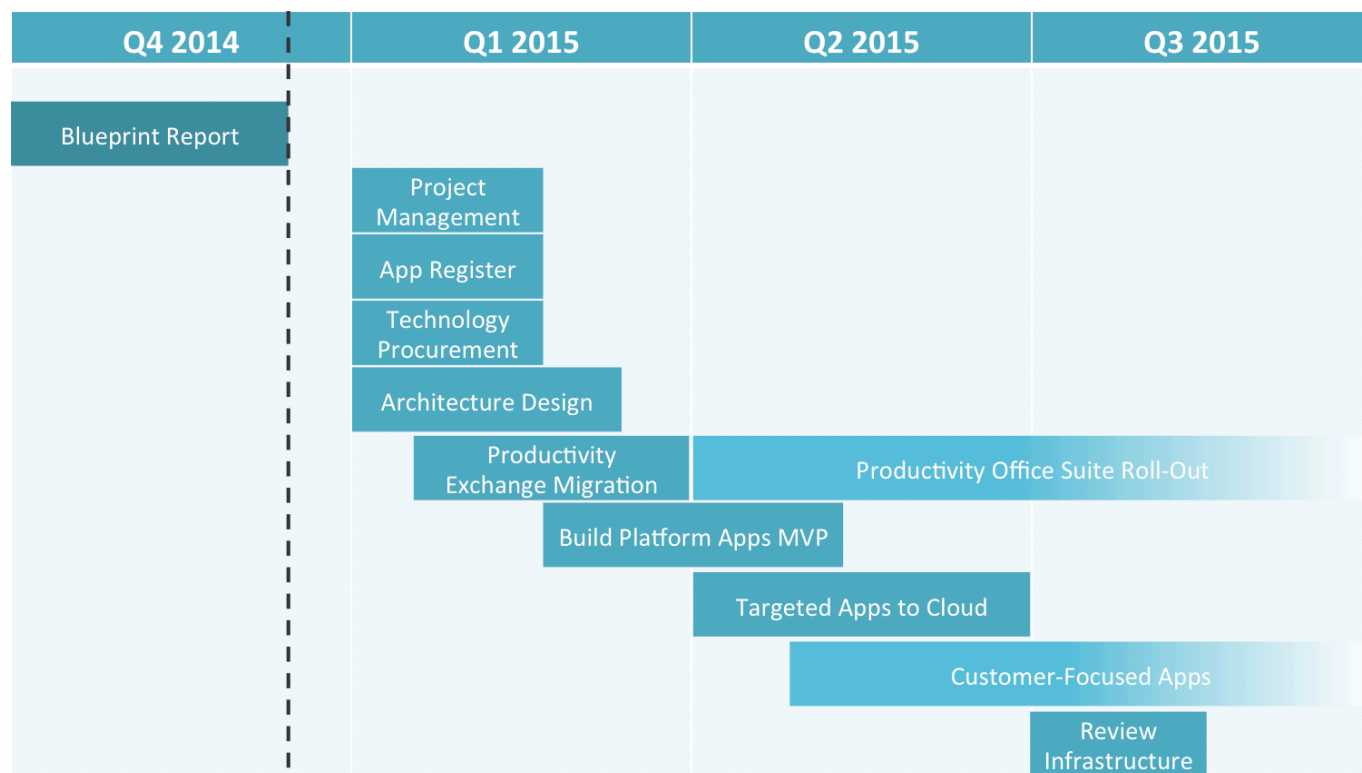 Q4 2014
Q1 2015
Q2 2015
Q3 2015
Blueprint Report
Project
Management
App Register
Technology
Procurement
Architecture Design
Productivity
Exchange Migration
Productivity Office Suite Roll-Out
Build Platform Apps MVP
Targeted Apps to Cloud
Customer-Focused Apps
Review
Infrastructure